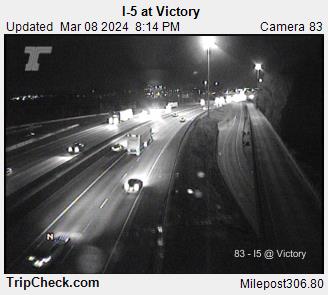 I-5 at Victory
Updated Mar 08 2024 8:14 PM Camera 83
T
N
83 - I5 @ Victory
TripCheck.com Milepost306.80